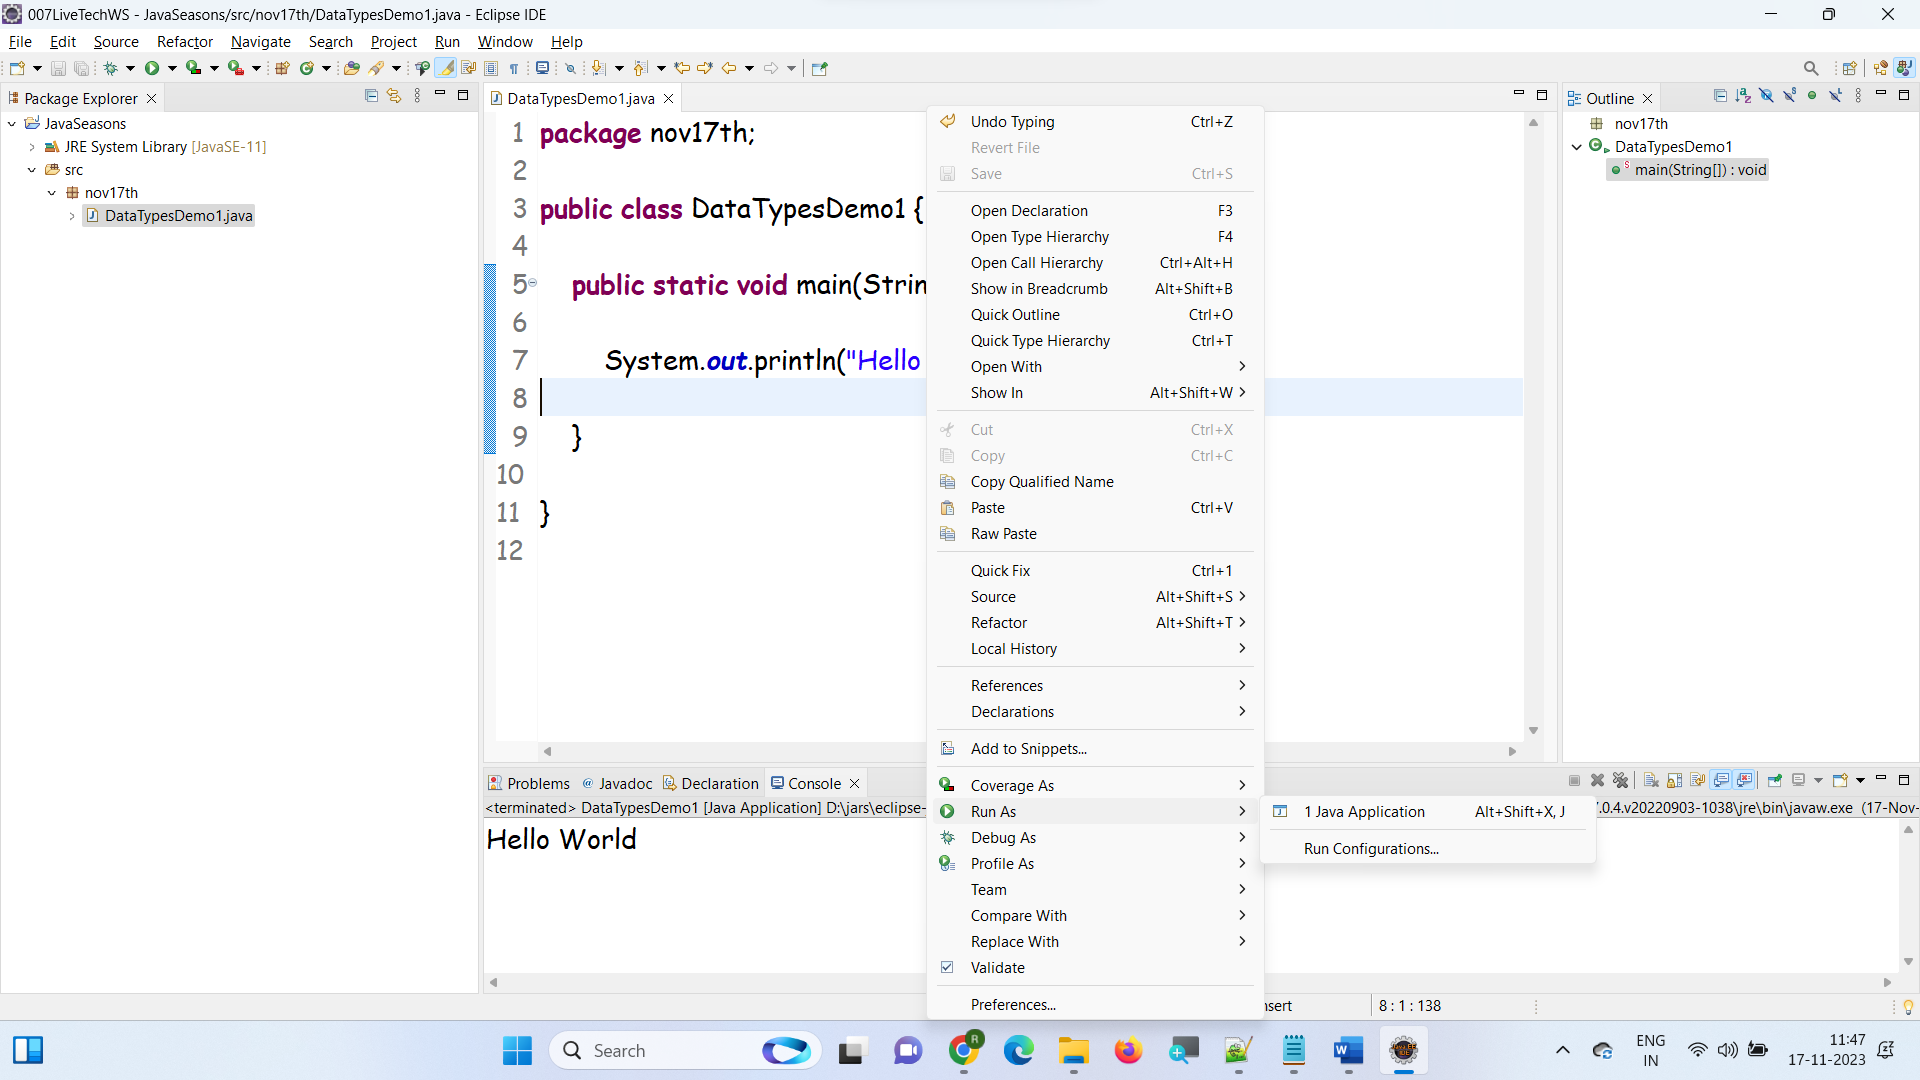 007LiveTechWS - JavaSeasons/src/nov17th/DataTypesDemo1.java - Eclipse IDE
File Edit Source Refactor Navigate Search Project Run Window Help
Package Explorer
JavaSeasons
JRE System Library [JavaSE-11]
src
nov17th
DataTypesDemo1.java
DataTypesDemo1.java
1 package nov17th;
2
3 public class DataTypesDemo1 {
4
5 public static void main(Strin
6
7 System.out.println("Hello
8
9 }
10
11 }
12
Undo Typing Ctrl+Z
Revert File
Save Ctrl+S
Open Declaration F3
Open Type Hierarchy F4
Open Call Hierarchy Ctrl+Alt+H
Show in Breadcrumb Alt+Shift+B
Quick Outline Ctrl+O
Quick Type Hierarchy Ctrl+T
Open With
Show In Alt+Shift+W
Cut Ctrl+X
Copy Ctrl+C
Copy Qualified Name
Paste Ctrl+V
Raw Paste
Quick Fix Ctrl+1
Source Alt+Shift+S
Refactor Alt+Shift+T
Local History
References
Declarations
Add to Snippets...
Coverage As
Run As
Debug As
Profile As
Team
Compare With
Replace With
Validate
Preferences...
1 Java Application Alt+Shift+X, J
Run Configurations...
Outline
nov17th
DataTypesDemo1
main(String[]) : void
Problems Javadoc Declaration Console
<terminated> DataTypesDemo1 [Java Application] D:\jars\eclipse-
.0.4.v20220903-1038\jre\bin\javaw.exe (17-Nov-
Hello World
nsert 8 : 1 : 138
Search
ENG
IN
11:47
17-11-2023